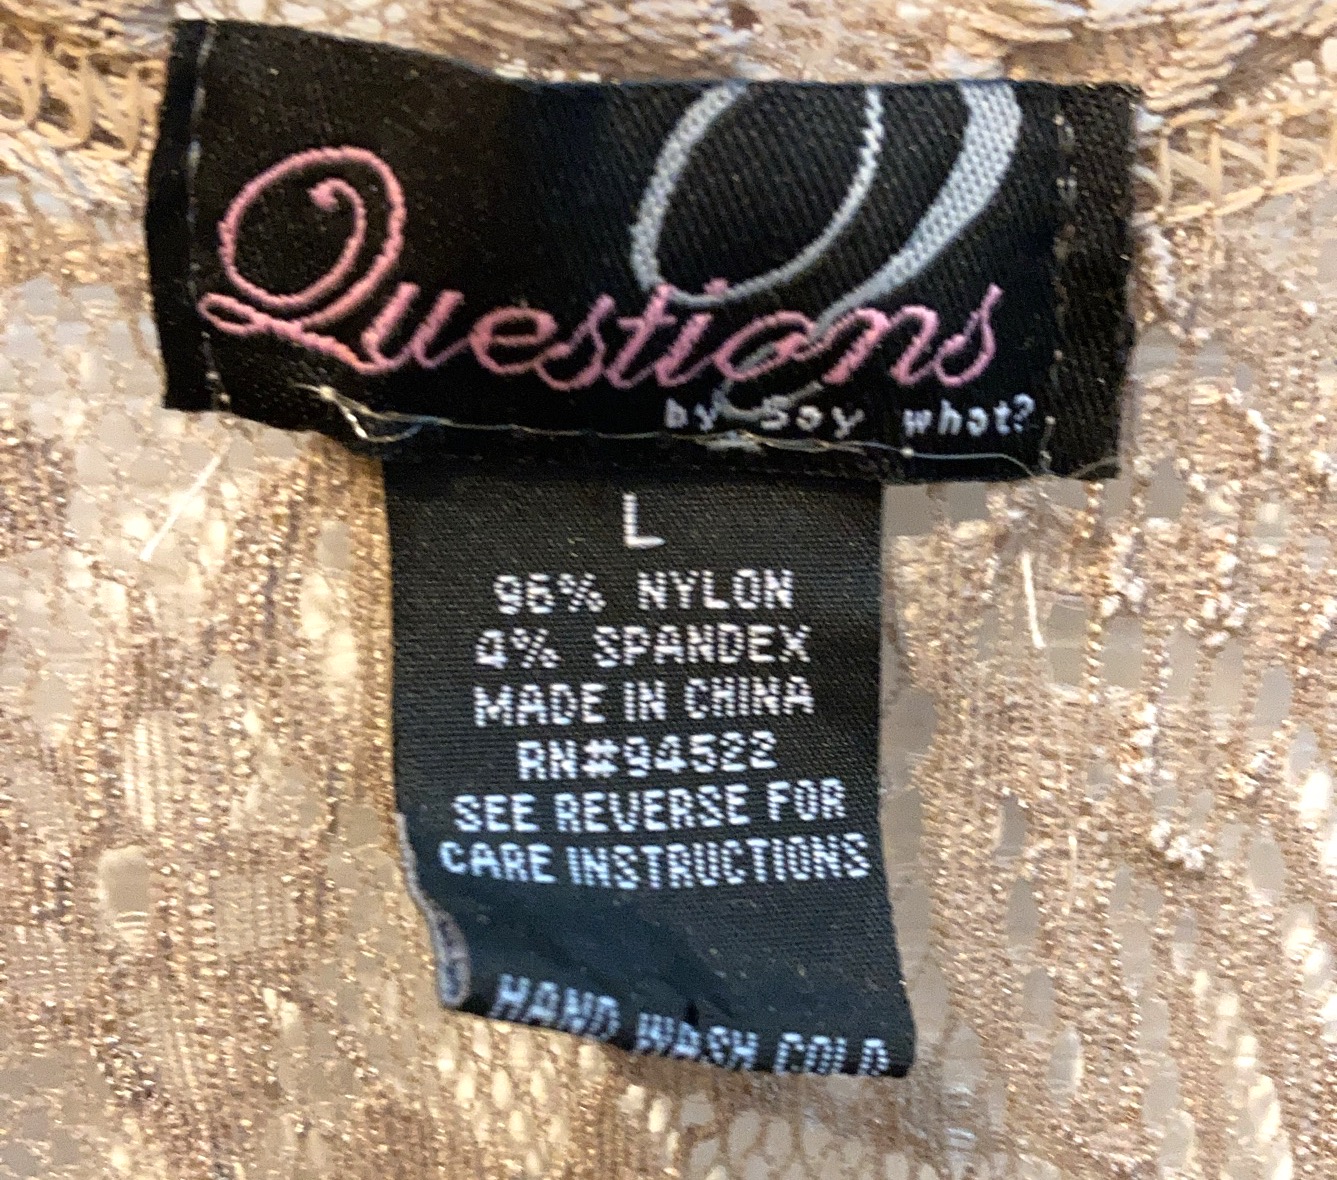 Questions
by Say what?
L
96% NYLON
4% SPANDEX
MADE IN CHINA
RN#94522
SEE REVERSE FOR
CARE INSTRUCTIONS
HAND WASH COLD